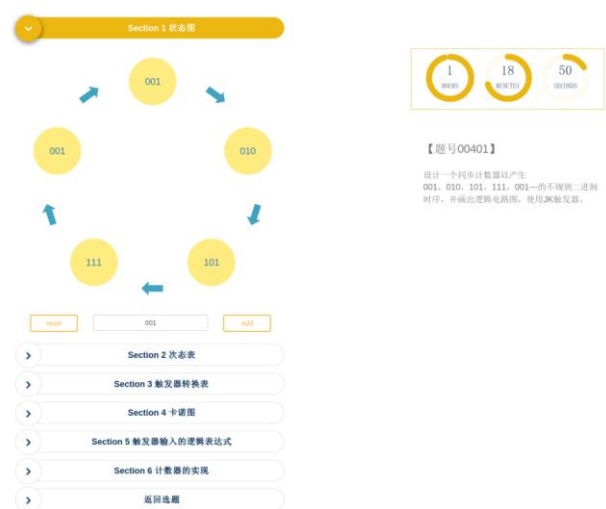 Section 1 状态图
001
010
101
111
001
reset
001
Add
Section 2 次态表
Section 3 触发器转换表
Section 4 卡诺图
Section 5 触发器输入的逻辑表达式
Section 6 计数器的实现
返回选题
1
HOURS
18
MINUTES
50
SECONDS
【题号00401】
设计一个同步计数器以产生
001，010，101，111，001---的不规则二进制
时序。并画出逻辑电路图，使用JK触发器。